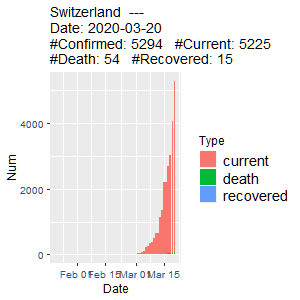 Switzerland  ---
Date: 2020-03-20
#Confirmed: 5294   #Current: 5225
#Death: 54   #Recovered: 15
Num
4000
2000
0
Feb 01 Feb 15 Mar 01 Mar 15
Date
Type
current
death
recovered